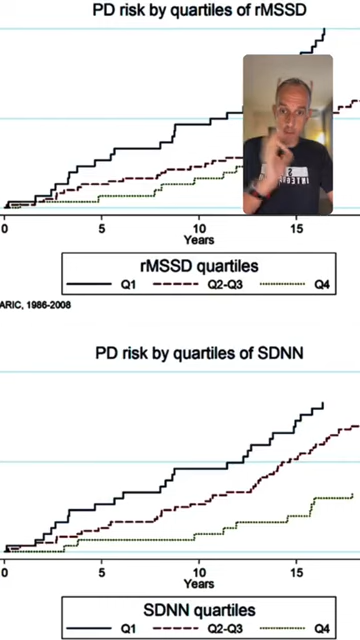 PD risk by quartiles of rMSSD
0 5 10 15
Years
rMSSD quartiles
Q1 Q2-Q3 Q4
ARIC, 1986-2008
PD risk by quartiles of SDNN
0 5 10 15
Years
SDNN quartiles
Q1 Q2-Q3 Q4